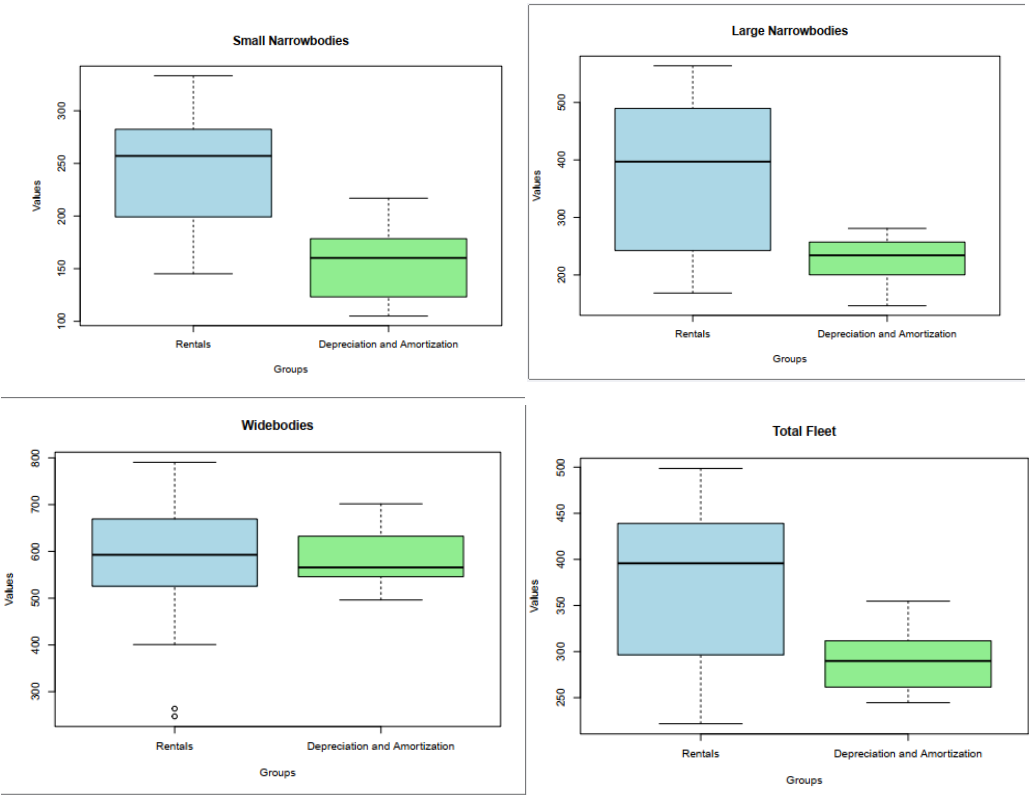 Small Narrowbodies
Values
300
250
200
150
100
Rentals
Depreciation and Amortization
Groups
Large Narrowbodies
Values
500
400
300
200
Rentals
Depreciation and Amortization
Groups
Widebodies
Values
800
700
600
500
400
300
Rentals
Depreciation and Amortization
Groups
Total Fleet
Values
500
450
400
350
300
250
Rentals
Depreciation and Amortization
Groups